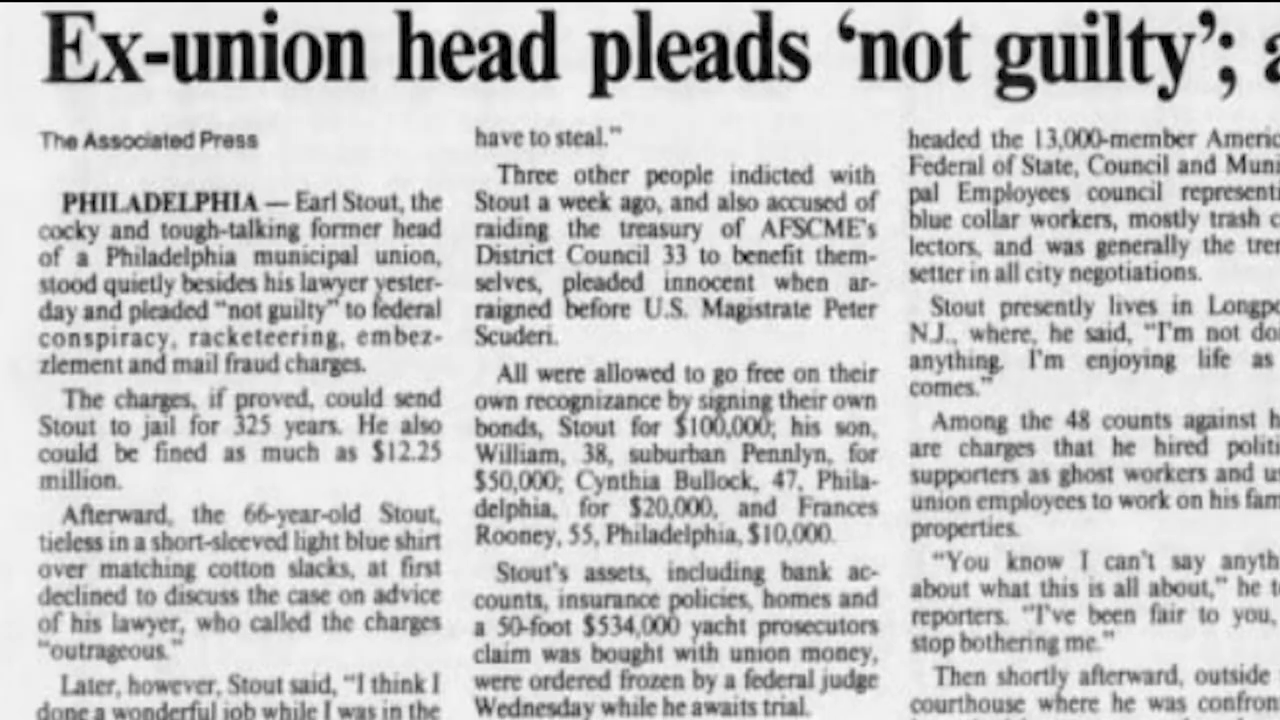 Ex-union head pleads ‘not guilty’; a
The Associated Press
PHILADELPHIA — Earl Stout, the
cocky and tough-talking former head
of a Philadelphia municipal union,
stood quietly besides his lawyer yester-
day and pleaded “not guilty” to federal
conspiracy, racketeering, embez-
zlement and mail fraud charges.
The charges, if proved, could send
Stout to jail for 325 years. He also
could be fined as much as $12.25
million.
Afterward, the 66-year-old Stout,
tieless in a short-sleeved light blue shirt
over matching cotton slacks, at first
declined to discuss the case on advice
of his lawyer, who called the charges
“outrageous.”
Later, however, Stout said, “I think I
done a wonderful job while I was in the
have to steal.”
Three other people indicted with
Stout a week ago, and also accused of
raiding the treasury of AFSCME's
District Council 33 to benefit them-
selves, pleaded innocent when ar-
raigned before U.S. Magistrate Peter
Scuderi.
All were allowed to go free on their
own recognizance by signing their own
bonds, Stout for $100,000; his son,
William, 38, suburban Pennlyn, for
$50,000; Cynthia Bullock, 47, Phila-
delphia, for $20,000, and Frances
Rooney, 55, Philadelphia, $10,000.
Stout's assets, including bank ac-
counts, insurance policies, homes and
a 50-foot $534,000 yacht prosecutors
claim was bought with union money,
were ordered frozen by a federal judge
Wednesday while he awaits trial.
headed the 13,000-member Americ
Federal of State, Council and Muni
pal Employees council representi
blue collar workers, mostly trash c
lectors, and was generally the tren
setter in all city negotiations.
Stout presently lives in Longpo
N.J., where, he said, “I'm not do
anything. I'm enjoying life as
comes.”
Among the 48 counts against h
are charges that he hired politi
supporters as ghost workers and us
union employees to work on his fam
properties.
“You know I can't say anyth
about what this is all about,” he t
reporters. “I've been fair to you,
stop bothering me.”
Then shortly afterward, outside
courthouse where he was confron